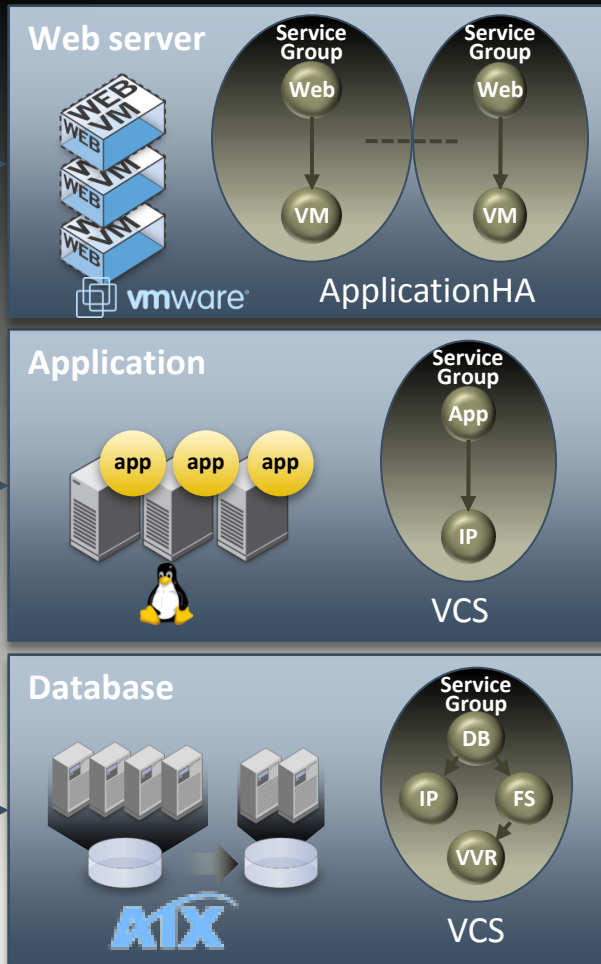 Web server
Service
Group
Web
VM
Service
Group
Web
VM
WEB
VM
WEB
VM
WEB
VM
WEB
vmware®
ApplicationHA
Application
app
app
app
Service
Group
App
IP
VCS
Database
AIX
Service
Group
DB
IP
FS
VVR
VCS